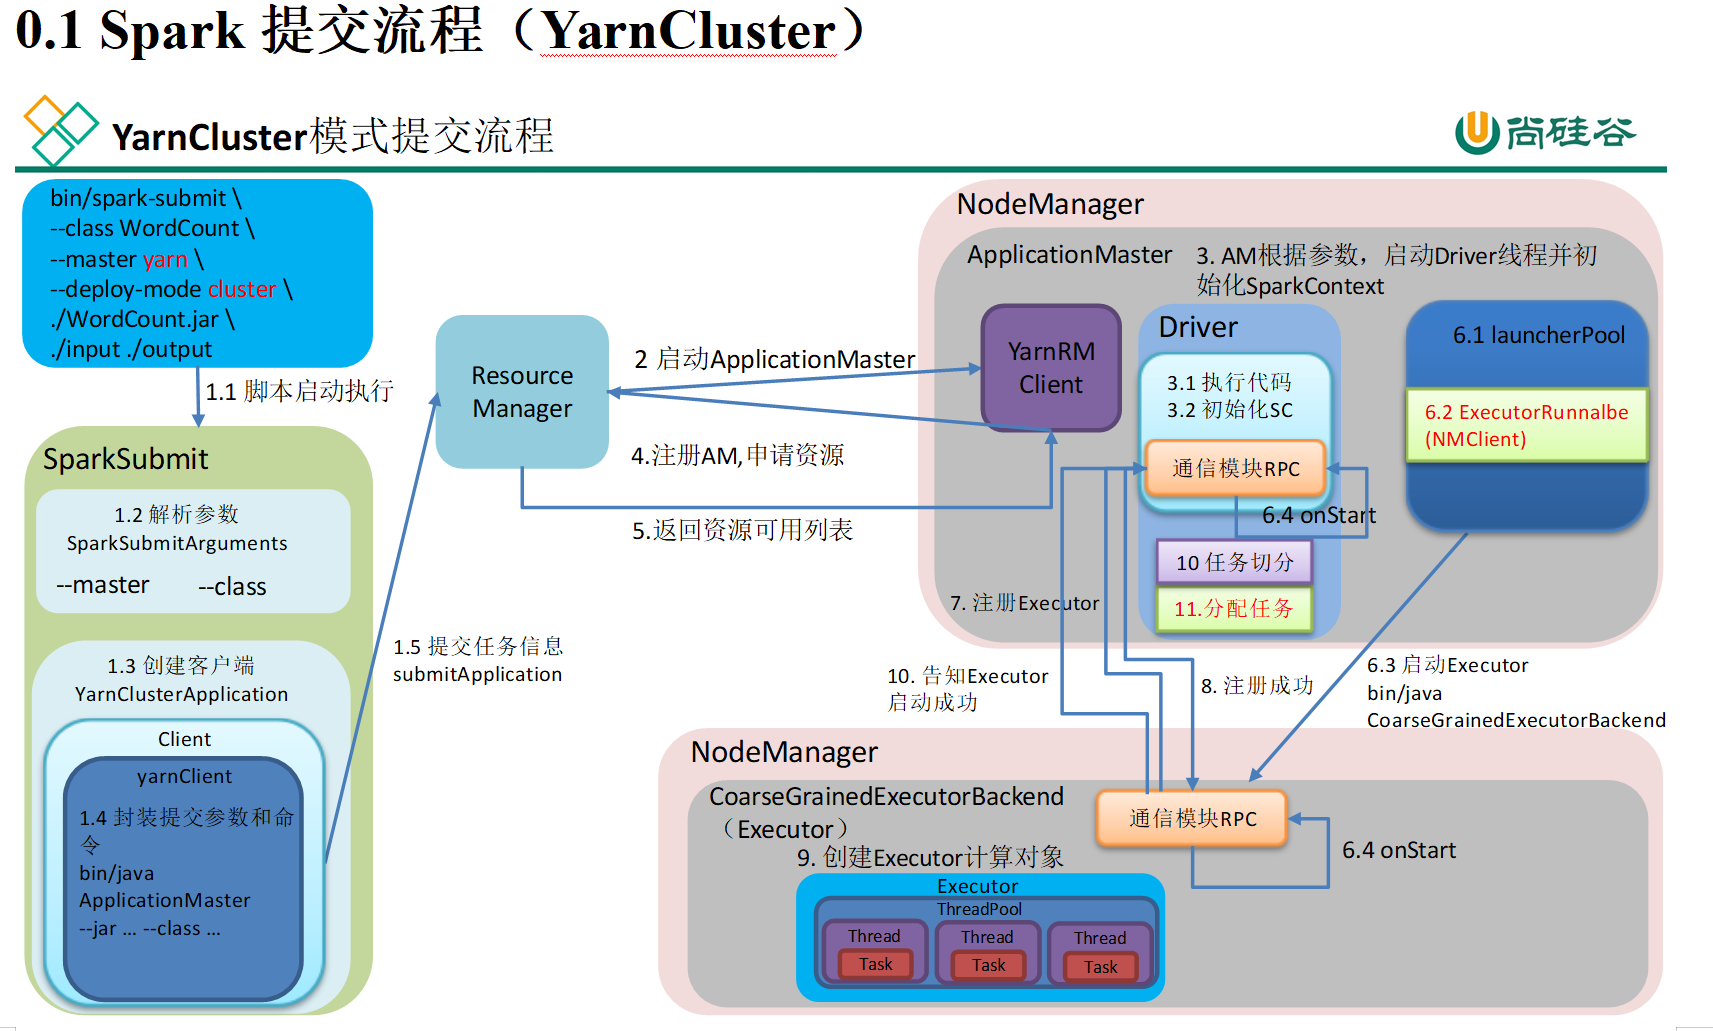 0.1 Spark 提交流程（YarnCluster）
YarnCluster模式提交流程
尚硅谷
bin/spark-submit \
--class WordCount \
--master yarn \
--deploy-mode cluster \
./WordCount.jar \
./input ./output
1.1 脚本启动执行
SparkSubmit
1.2 解析参数
SparkSubmitArguments
--master --class
1.3 创建客户端
YarnClusterApplication
Client
yarnClient
1.4 封装提交参数和命
令
bin/java
ApplicationMaster
--jar ... --class ...
1.5 提交任务信息
submitApplication
Resource
Manager
2 启动ApplicationMaster
4.注册AM,申请资源
5.返回资源可用列表
NodeManager
ApplicationMaster
3. AM根据参数，启动Driver线程并初
始化SparkContext
YarnRM
Client
Driver
3.1 执行代码
3.2 初始化SC
通信模块RPC
6.4 onStart
10 任务切分
11.分配任务
6.1 launcherPool
6.2 ExecutorRunnalbe
(NMClient)
7. 注册Executor
10. 告知Executor
启动成功
8. 注册成功
6.3 启动Executor
bin/java
CoarseGrainedExecutorBackend
NodeManager
CoarseGrainedExecutorBackend
（Executor）
通信模块RPC
6.4 onStart
9. 创建Executor计算对象
Executor
ThreadPool
Thread
Task
Thread
Task
Thread
Task